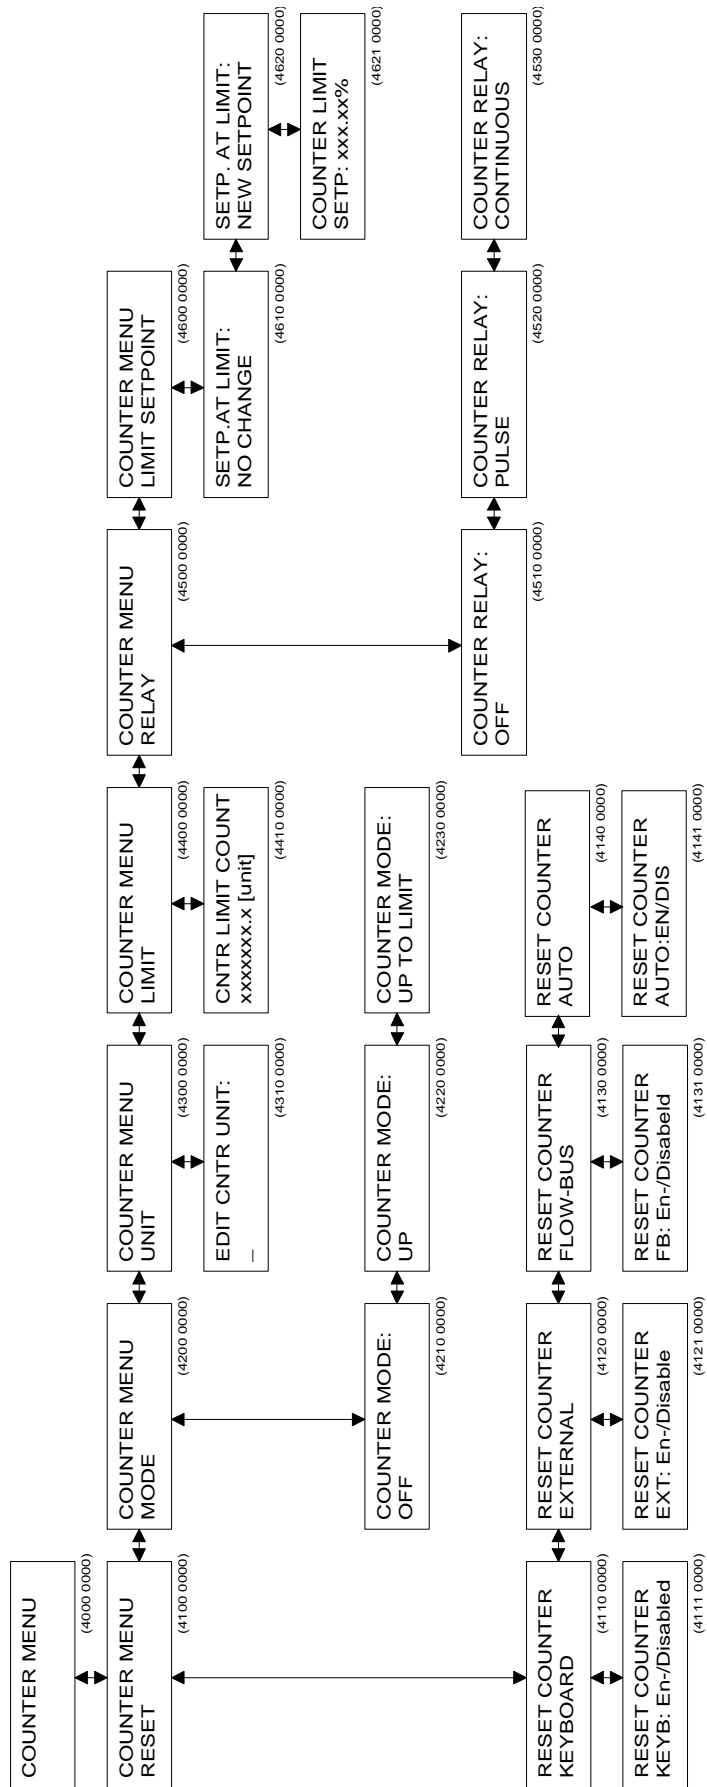 COUNTER MENU
(4000 0000)
COUNTER MENU
RESET
(4100 0000)
COUNTER MENU
MODE
(4200 0000)
COUNTER MENU
UNIT
(4300 0000)
COUNTER MENU
LIMIT
(4400 0000)
COUNTER MENU
RELAY
(4500 0000)
COUNTER MENU
LIMIT SETPOINT
(4600 0000)
EDIT CNTR UNIT:
_
(4310 0000)
CNTR LIMIT COUNT
xxxxxxx.x [unit]
(4410 0000)
SETP.AT LIMIT:
NO CHANGE
(4610 0000)
SETP. AT LIMIT:
NEW SETPOINT
(4620 0000)
COUNTER LIMIT
SETP: xxx.xx%
(4621 0000)
COUNTER MODE:
OFF
(4210 0000)
COUNTER MODE:
UP
(4220 0000)
COUNTER MODE:
UP TO LIMIT
(4230 0000)
COUNTER RELAY:
OFF
(4510 0000)
COUNTER RELAY:
PULSE
(4520 0000)
COUNTER RELAY:
CONTINUOUS
(4530 0000)
RESET COUNTER
KEYBOARD
(4110 0000)
RESET COUNTER
EXTERNAL
(4120 0000)
RESET COUNTER
FLOW-BUS
(4130 0000)
RESET COUNTER
AUTO
(4140 0000)
RESET COUNTER
KEYB: En-/Disabled
(4111 0000)
RESET COUNTER
EXT: En-/Disable
(4121 0000)
RESET COUNTER
FB: En-/Disabeld
(4131 0000)
RESET COUNTER
AUTO:EN/DIS
(4141 0000)